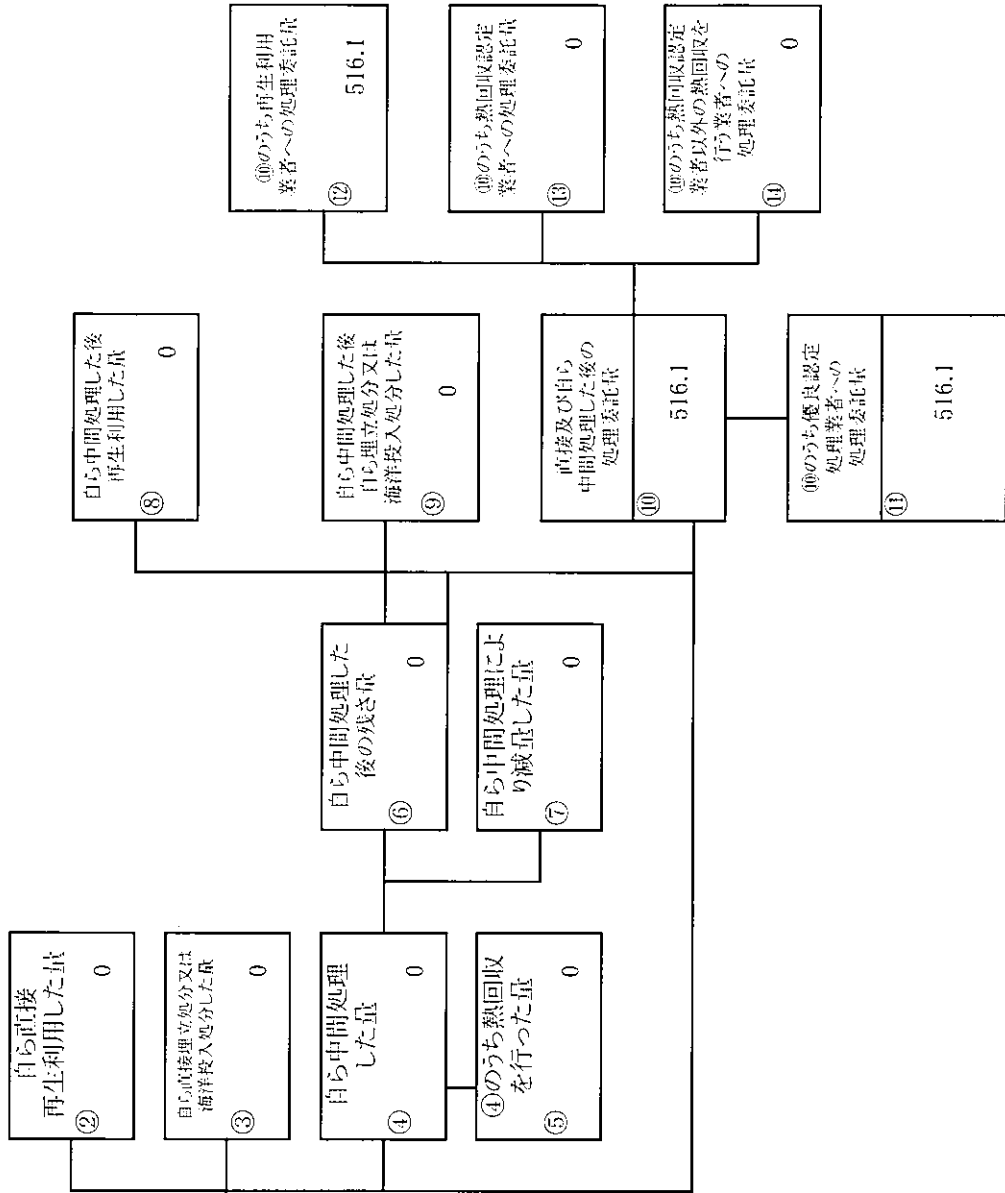 自ら直接
再生利用した量
②
0
自ら直接埋立処分又は
海洋投入処分した量
③
0
自ら中間処理
した量
④
0
④のうち熱回収
を行った量
⑤
0
自ら中間処理した
後の残さ量
⑥
0
自ら中間処理によ
り減量した量
⑦
0
自ら中間処理した後
再生利用した量
⑧
0
自ら中間処理した後
自ら埋立処分又は
海洋投入処分した量
⑨
0
直接及び自ら
中間処理した後の
処理委託量
⑩
516.1
⑩のうち優良認定
処理業者への
処理委託量
⑪
516.1
⑩のうち再生利用
業者への処理委託量
⑫
516.1
⑩のうち熱回収認定
業者への処理委託量
⑬
0
⑩のうち熱回収認定
業者以外の熱回収を
行う業者への
処理委託量
⑭
0